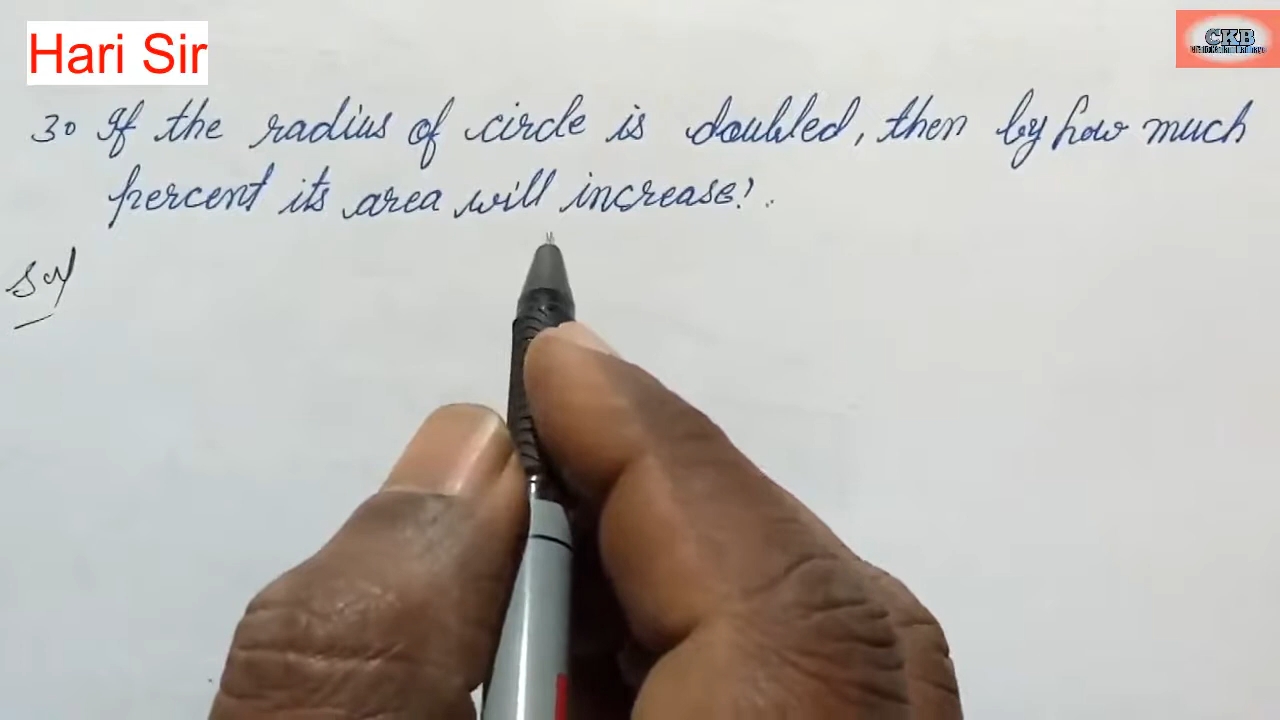 Hari Sir
CKB
30 If the radius of circle is doubled, then by how much
percent its area will increase?
Sol